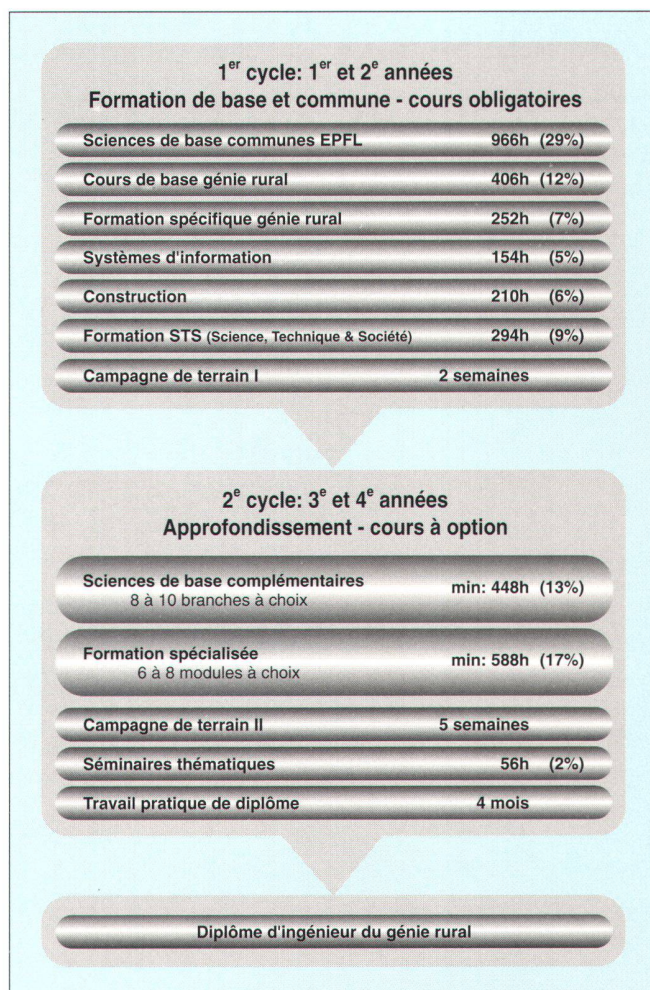 1er cycle: 1er et 2e années
Formation de base et commune - cours obligatoires
Sciences de base communes EPFL 966h (29%)
Cours de base génie rural 406h (12%)
Formation spécifique génie rural 252h (7%)
Systèmes d'information 154h (5%)
Construction 210h (6%)
Formation STS (Science, Technique & Société) 294h (9%)
Campagne de terrain I 2 semaines
2e cycle: 3e et 4e années
Approfondissement - cours à option
Sciences de base complémentaires min: 448h (13%)
8 à 10 branches à choix
Formation spécialisée min: 588h (17%)
6 à 8 modules à choix
Campagne de terrain II 5 semaines
Séminaires thématiques 56h (2%)
Travail pratique de diplôme 4 mois
Diplôme d'ingénieur du génie rural